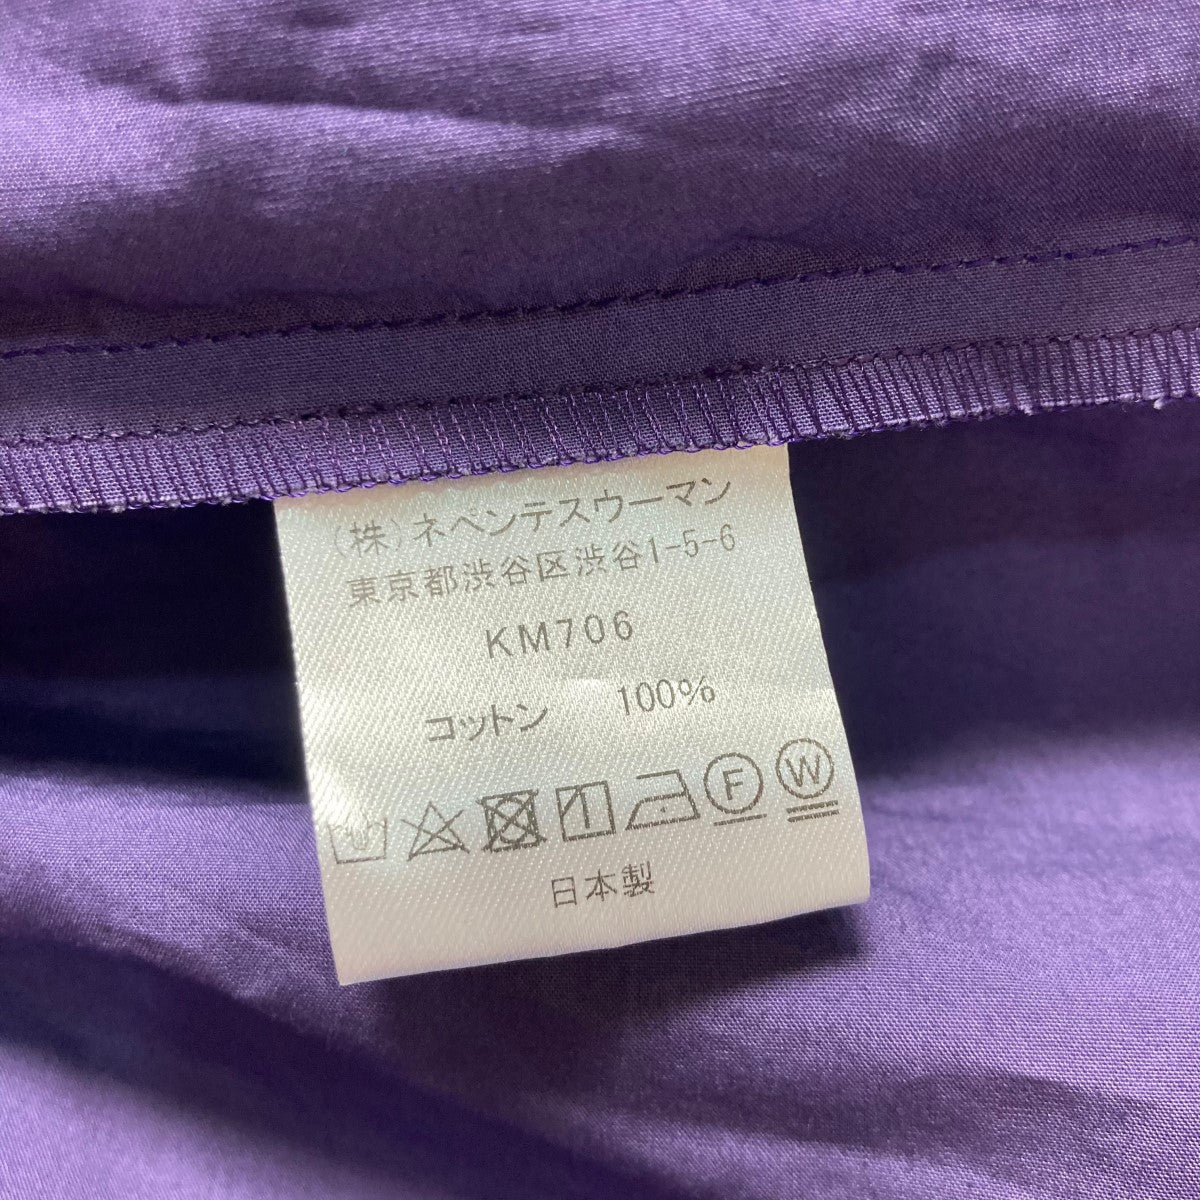 (株)ネペンテスウーマン
東京都渋谷区渋谷1-5-6
KM706
コットン 100%
F W
日本製